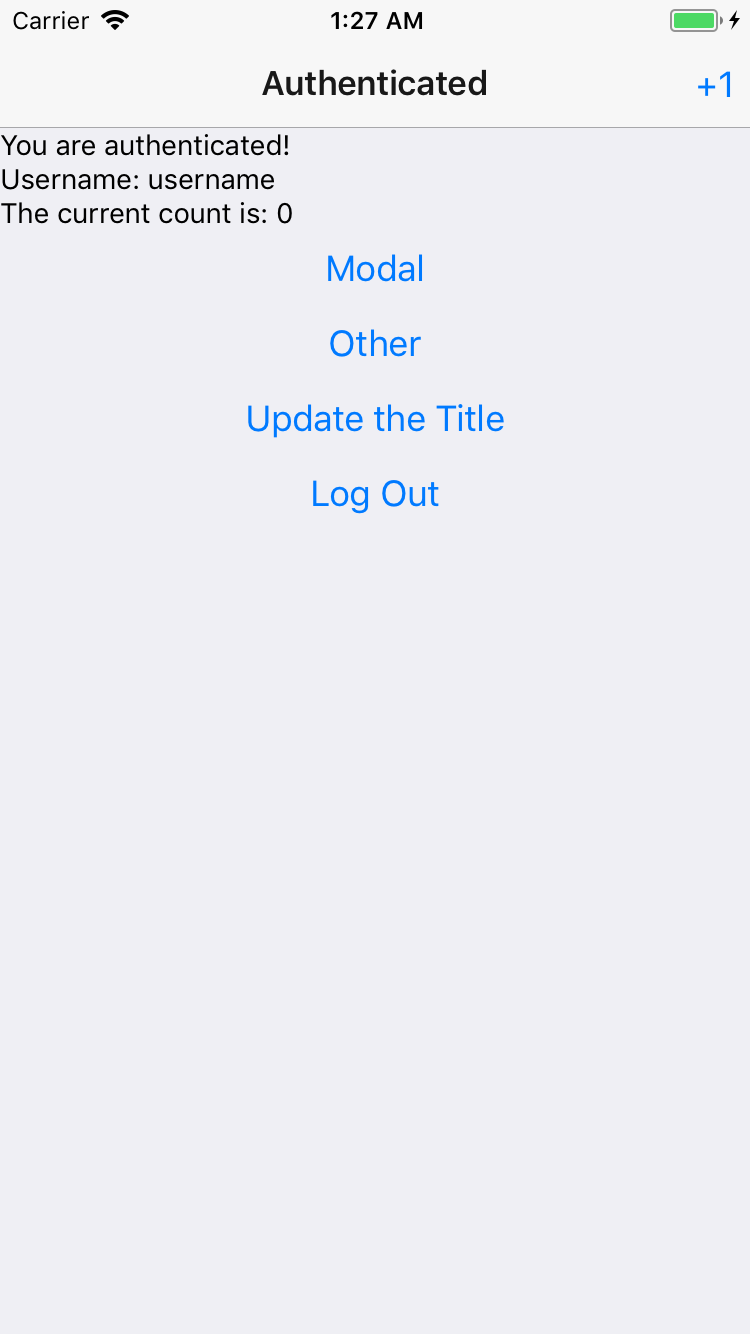 Carrier 1:27 AM
Authenticated +1
You are authenticated!
Username: username
The current count is: 0
Modal
Other
Update the Title
Log Out